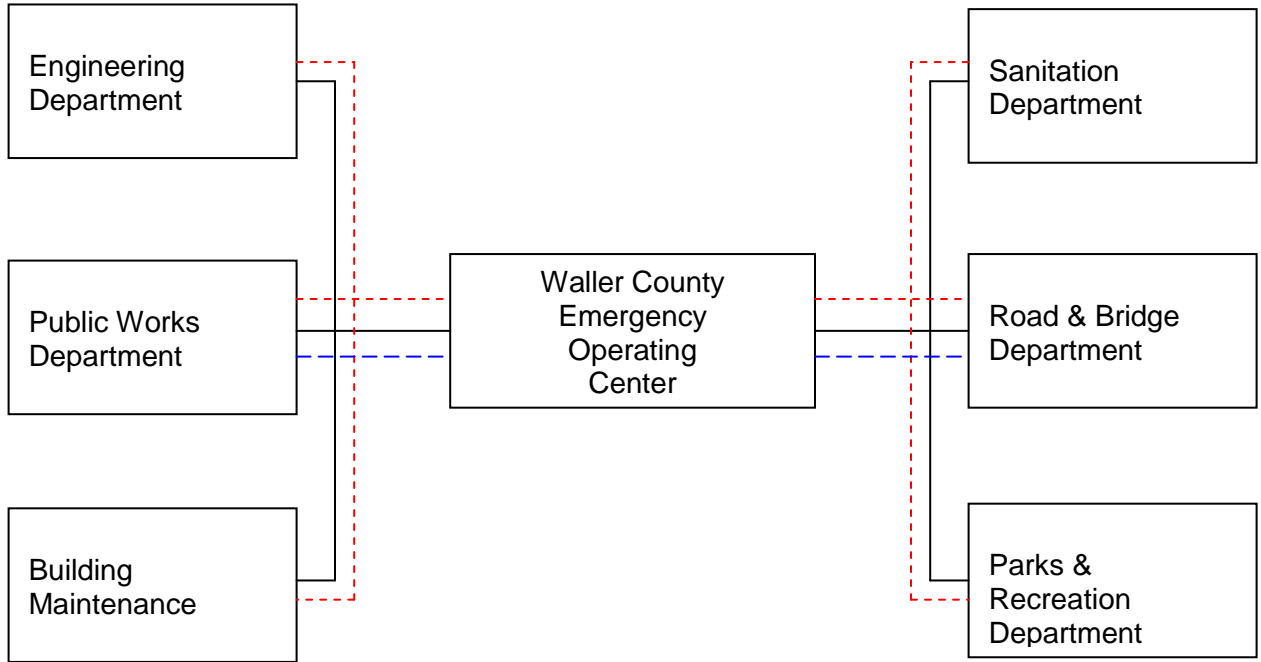 Engineering
Department
Sanitation
Department
Public Works
Department
Waller County
Emergency
Operating
Center
Road & Bridge
Department
Building
Maintenance
Parks &
Recreation
Department